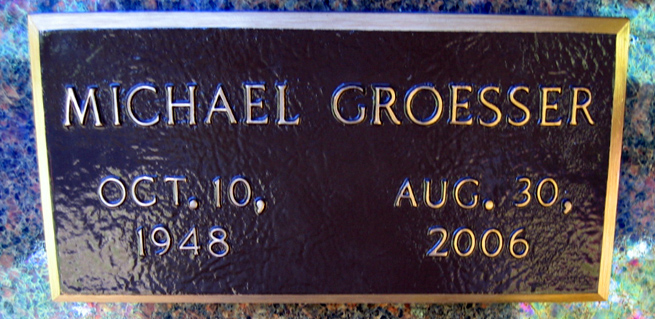 MICHAEL GROESSER
OCT. 10, AUG. 30,
1948 2006